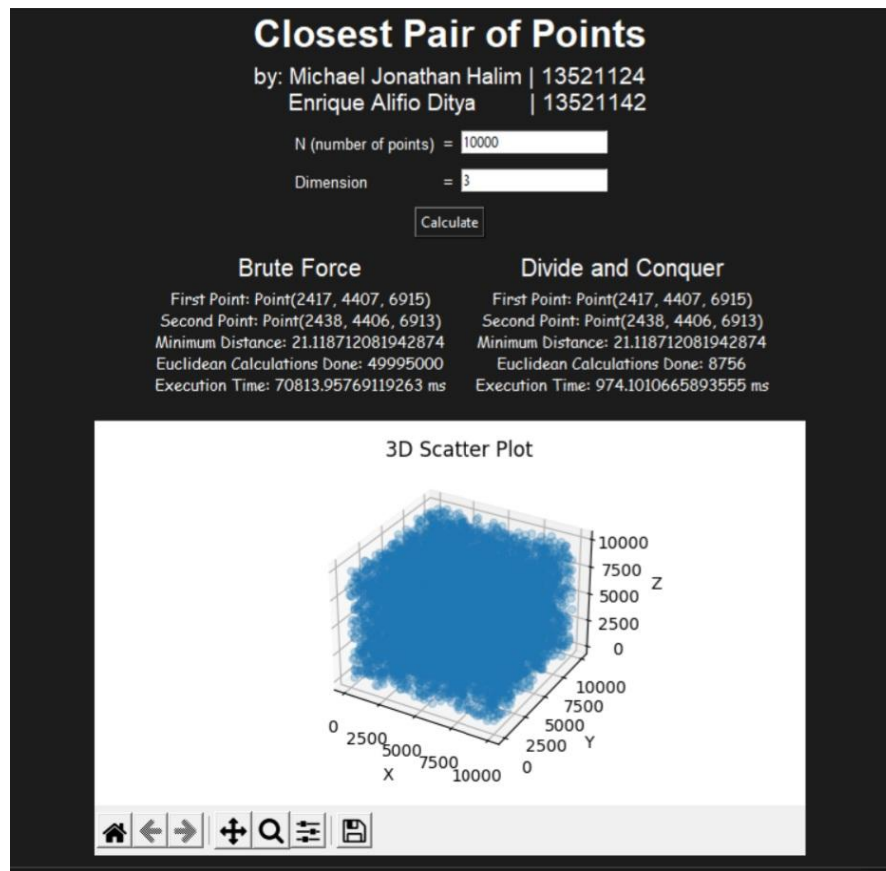 Closest Pair of Points
by: Michael Jonathan Halim | 13521124
Enrique Alifio Ditya | 13521142
N (number of points) = 10000
Dimension = 3
Calculate
Brute Force
First Point: Point(2417, 4407, 6915)
Second Point: Point(2438, 4406, 6913)
Minimum Distance: 21.118712081942874
Euclidean Calculations Done: 49995000
Execution Time: 70813.95769119263 ms
Divide and Conquer
First Point: Point(2417, 4407, 6915)
Second Point: Point(2438, 4406, 6913)
Minimum Distance: 21.118712081942874
Euclidean Calculations Done: 8756
Execution Time: 974.1010665893555 ms
3D Scatter Plot
10000
7500
5000
2500
0
Z
10000
7500
5000
2500
0
Y
0
2500
5000
7500
10000
X